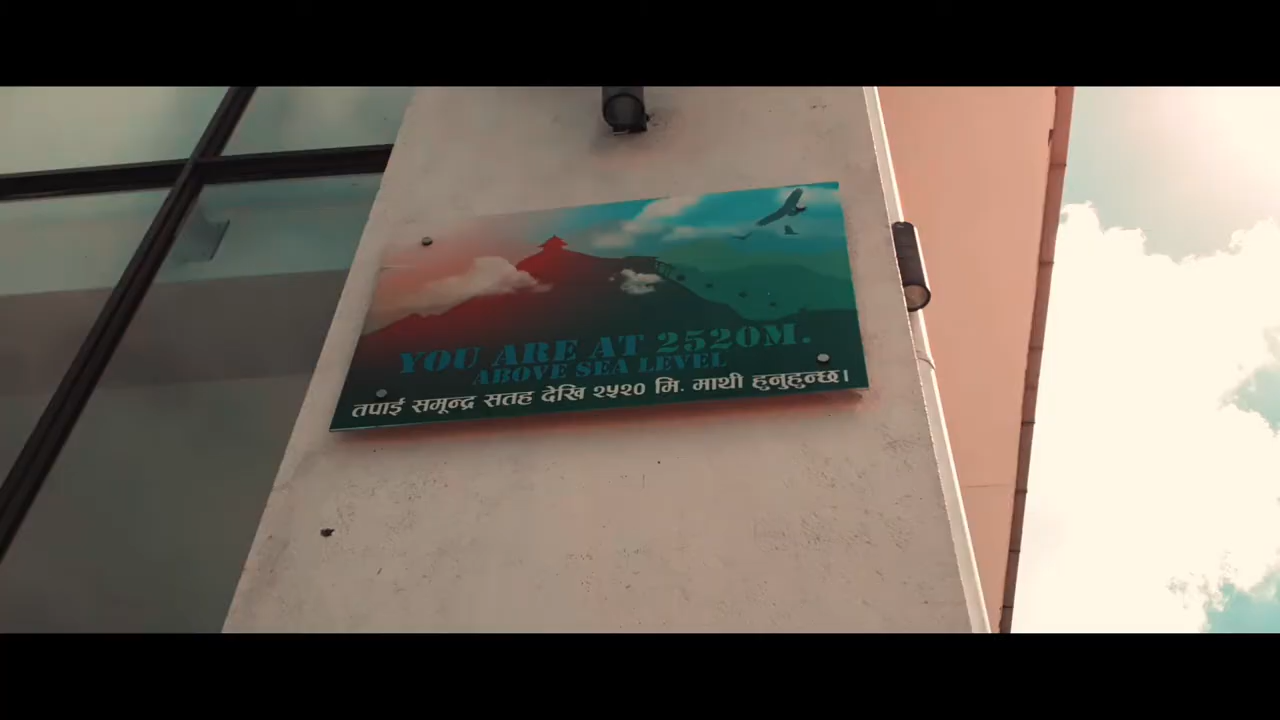 YOU ARE AT 2520M.
ABOVE SEA LEVEL
तपाई समून्द्र सतह देखि २५२० मि. माथी हुनुहुन्छ।